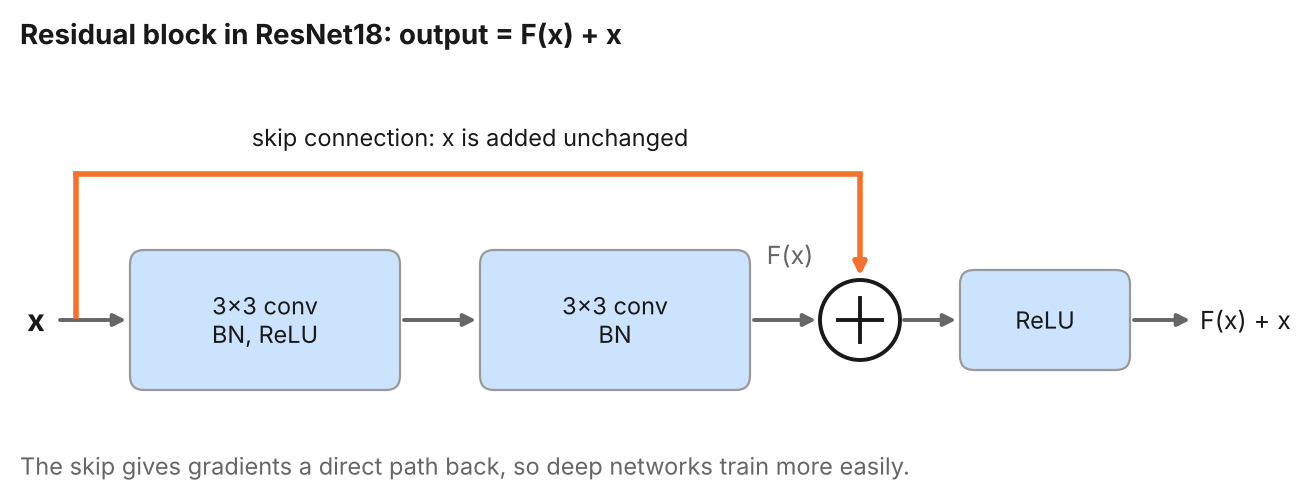 Residual block in ResNet18: output = F(x) + x
skip connection: x is added unchanged
F(x)
x
3×3 conv
BN, ReLU
3×3 conv
BN
ReLU
F(x) + x
The skip gives gradients a direct path back, so deep networks train more easily.